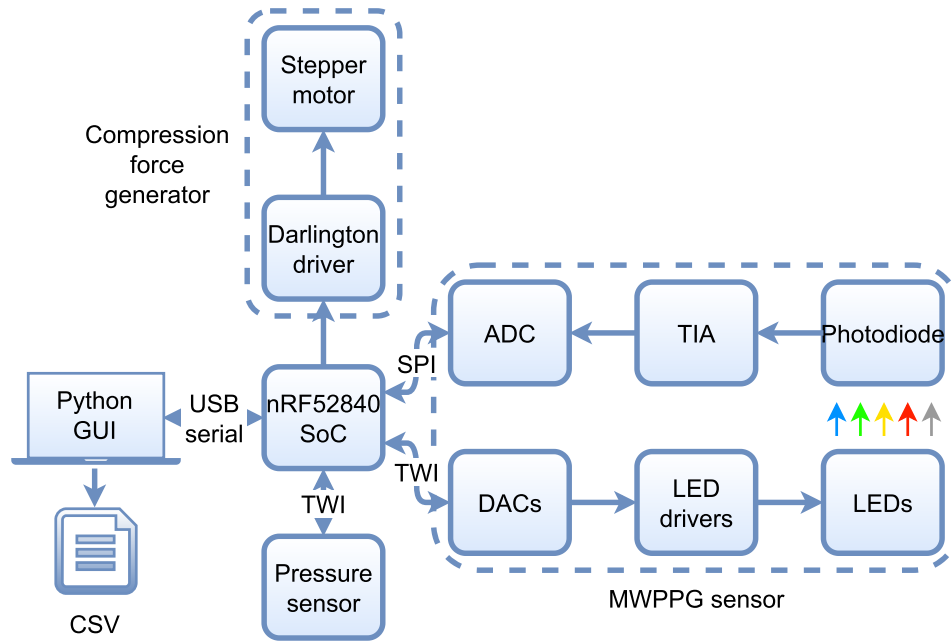 Stepper
motor
Compression
force
generator
Darlington
driver
ADC
TIA
Photodiode
SPI
Python
GUI
USB
serial
nRF52840
SoC
TWI
TWI
DACs
LED
drivers
LEDs
Pressure
sensor
MWPPG sensor
CSV